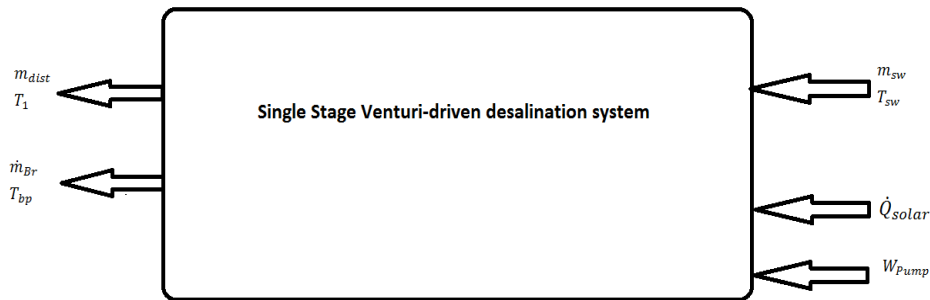 m_dist
T_1
ṁ_Br
T_bp
Single Stage Venturi-driven desalination system
m_sw
T_sw
Q̇_solar
W_Pump